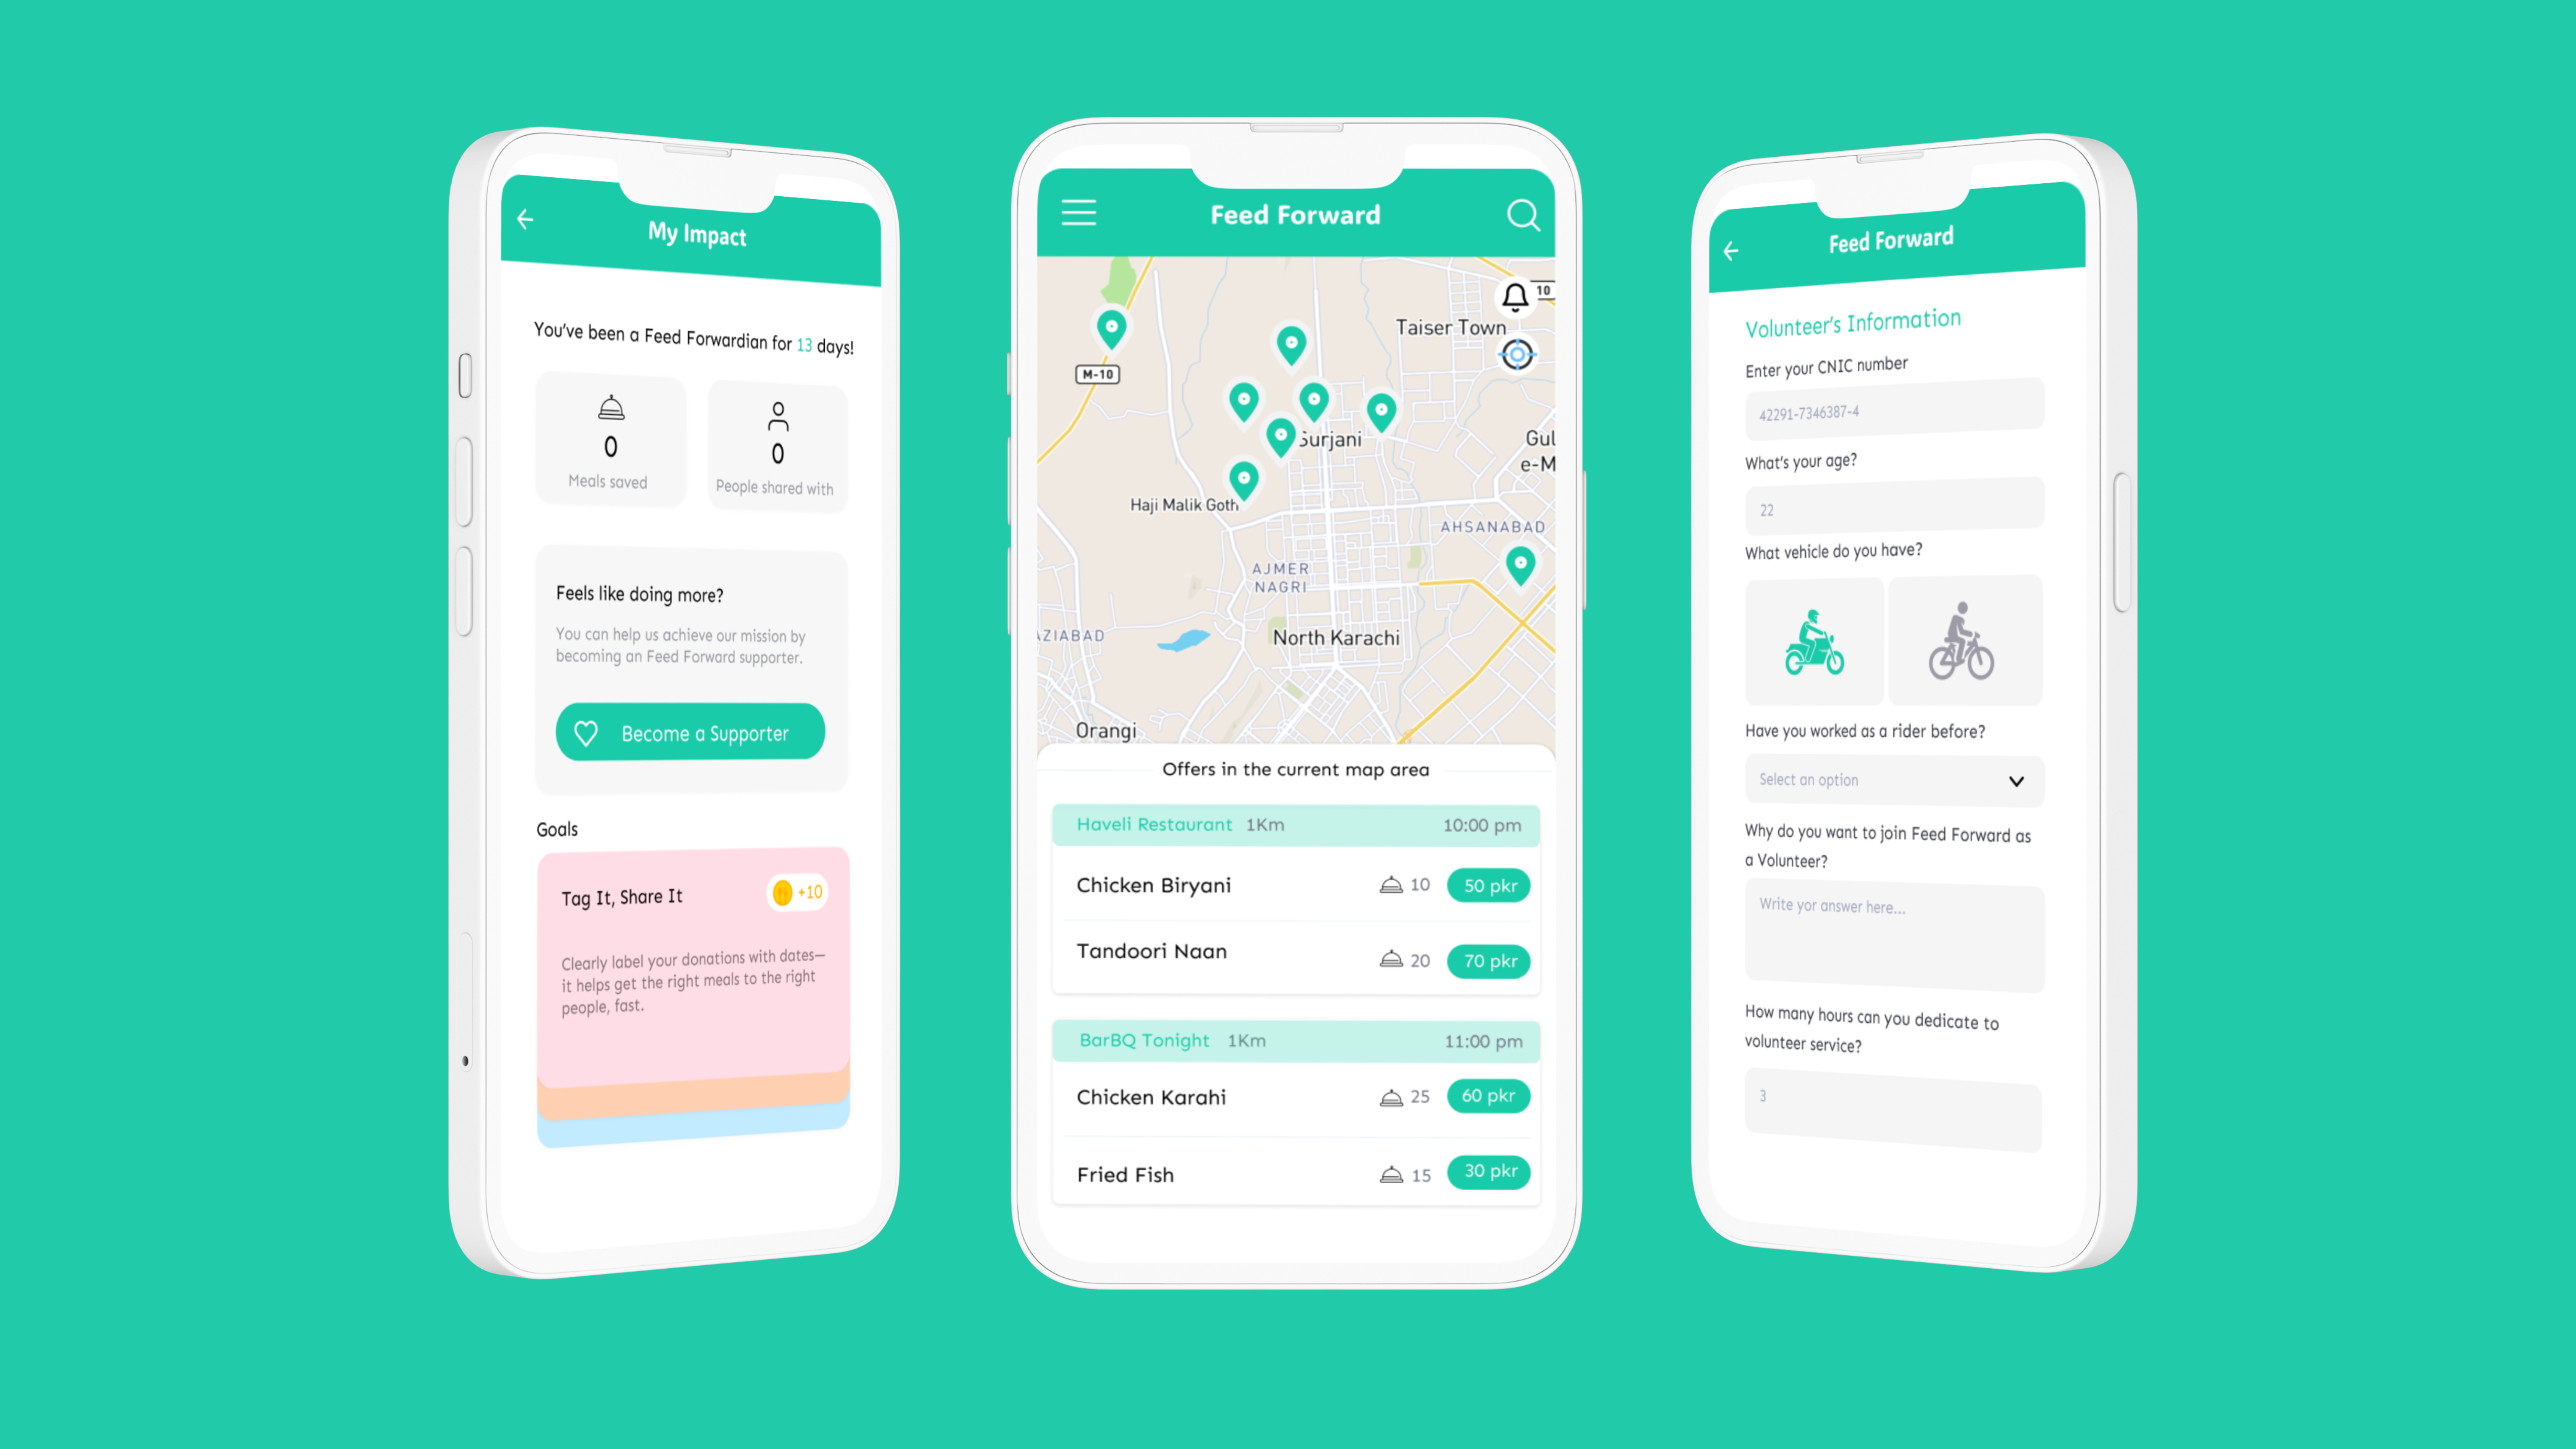 My Impact
You've been a Feed Forwardian for 13 days!
0
Meals saved
0
People shared with
Feels like doing more?
You can help us achieve our mission by
becoming an Feed Forward supporter.
Become a Supporter
Goals
Tag It, Share It
+10
Clearly label your donations with dates—
it helps get the right meals to the right
people, fast.
Feed Forward
10
Taiser Town
M-10
Surjani
Gul
e-M
Haji Malik Goth
AHSANABAD
AJMER
NAGRI
AZIABAD
North Karachi
Orangi
Offers in the current map area
Haveli Restaurant 1Km 10:00 pm
Chicken Biryani 10 50 pkr
Tandoori Naan 20 70 pkr
BarBQ Tonight 1Km 11:00 pm
Chicken Karahi 25 60 pkr
Fried Fish 15 30 pkr
Feed Forward
Volunteer's Information
Enter your CNIC number
42291-7346387-4
What's your age?
22
What vehicle do you have?
Have you worked as a rider before?
Select an option
Why do you want to join Feed Forward as
a Volunteer?
Write yor answer here...
How many hours can you dedicate to
volunteer service?
3